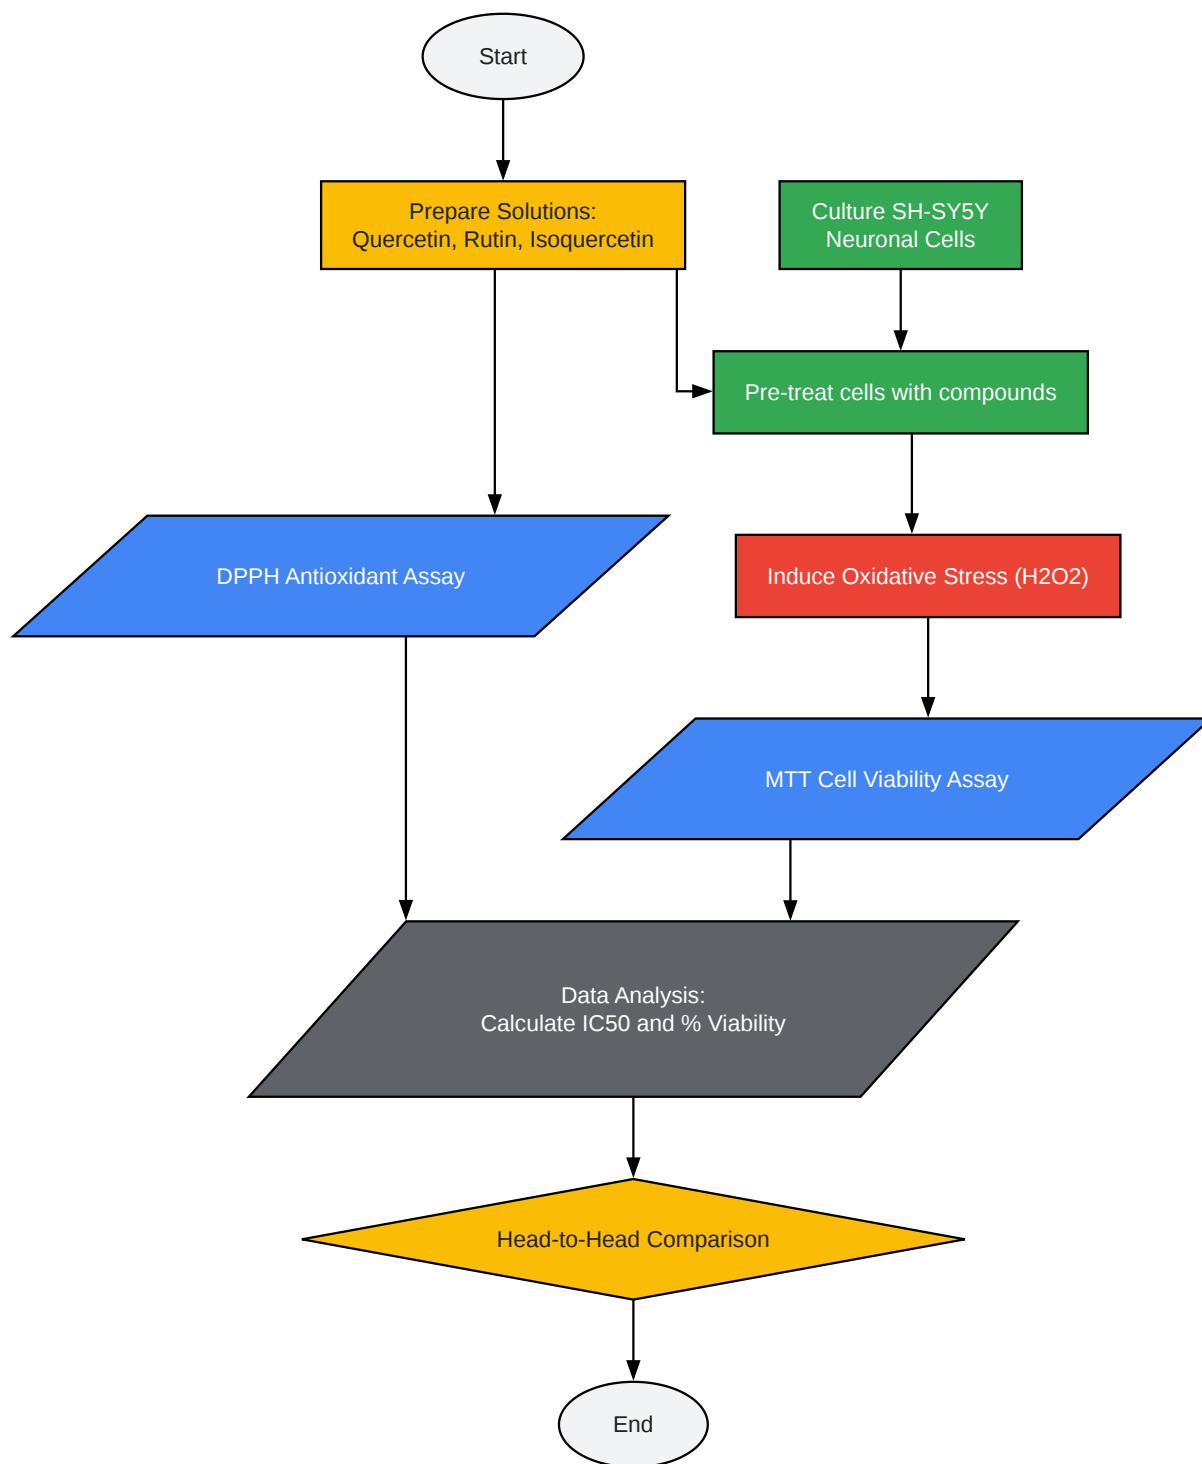 Start
Prepare Solutions:
Quercetin, Rutin, Isoquercetin
Culture SH-SY5Y
Neuronal Cells
Pre-treat cells with compounds
DPPH Antioxidant Assay
Induce Oxidative Stress (H2O2)
MTT Cell Viability Assay
Data Analysis:
Calculate IC50 and % Viability
Head-to-Head Comparison
End